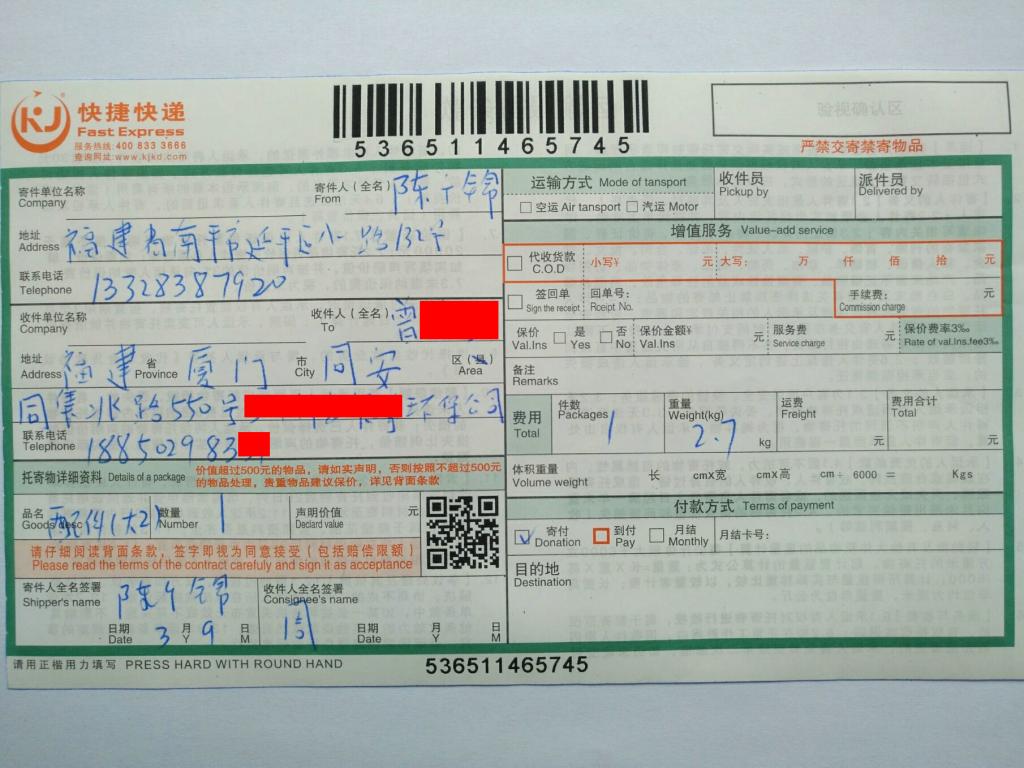 快捷快递
Fast Express
服务热线:400 833 3666
查询网址:www.kjkd.com
536511465745
验视确认区
严禁交寄禁寄物品
寄件单位名称 Company
寄件人(全名) From 陈
地址 Address 福建省南平市延平区 路132号
联系电话 Telephone 13328387920
收件单位名称 Company
收件人(全名) To 曾
地址 Address 福建 省 Province 厦门 市 City 同安 区(县) Area
同集北路550号 环保公司
联系电话 Telephone 188502983
托寄物详细资料 Details of a package
价值超过500元的物品,请如实声明,否则按照不超过500元
的物品处理,贵重物品建议保价,详见背面条款
品名 Goods desc 配件(大2) 数量 Number 1 声明价值 Declard value 元
请仔细阅读背面条款,签字即视为同意接受(包括赔偿限额)
Please read the terms of the contract carefuly and sign it as acceptance
寄件人全名签署 Shipper's name 陈
日期 Date 3 月 Y 9 日 M
收件人全名签署 Consignee's name 周
日期 Date 月 Y 日 M
请用正楷用力填写 PRESS HARD WITH ROUND HAND
运输方式 Mode of tansport
空运 Air tansport 汽运 Motor
收件员 Pickup by
派件员 Delivered by
增值服务 Value-add service
代收货款 C.O.D 小写¥ 元 大写: 万 仟 佰 拾 元
签回单 Sign the receipt 回单号: Rceipt No. 手续费: Commission charge 元
保价 Val.Ins 是 Yes 否 No 保价金额¥ Val.Ins 元 服务费 Service charge 元 保价费率3‰ Rate of val.Ins.fee3‰
备注 Remarks
费用 Total 件数 Packages 1 重量 Weight(kg) 2.7 kg 运费 Freight 元 费用合计 Total 元
体积重量 Volume weight 长 cmX宽 cmX高 cm÷ 6000 = Kgs
付款方式 Terms of payment
寄付 Donation 到付 Pay 月结 Monthly 月结卡号:
目的地 Destination
536511465745